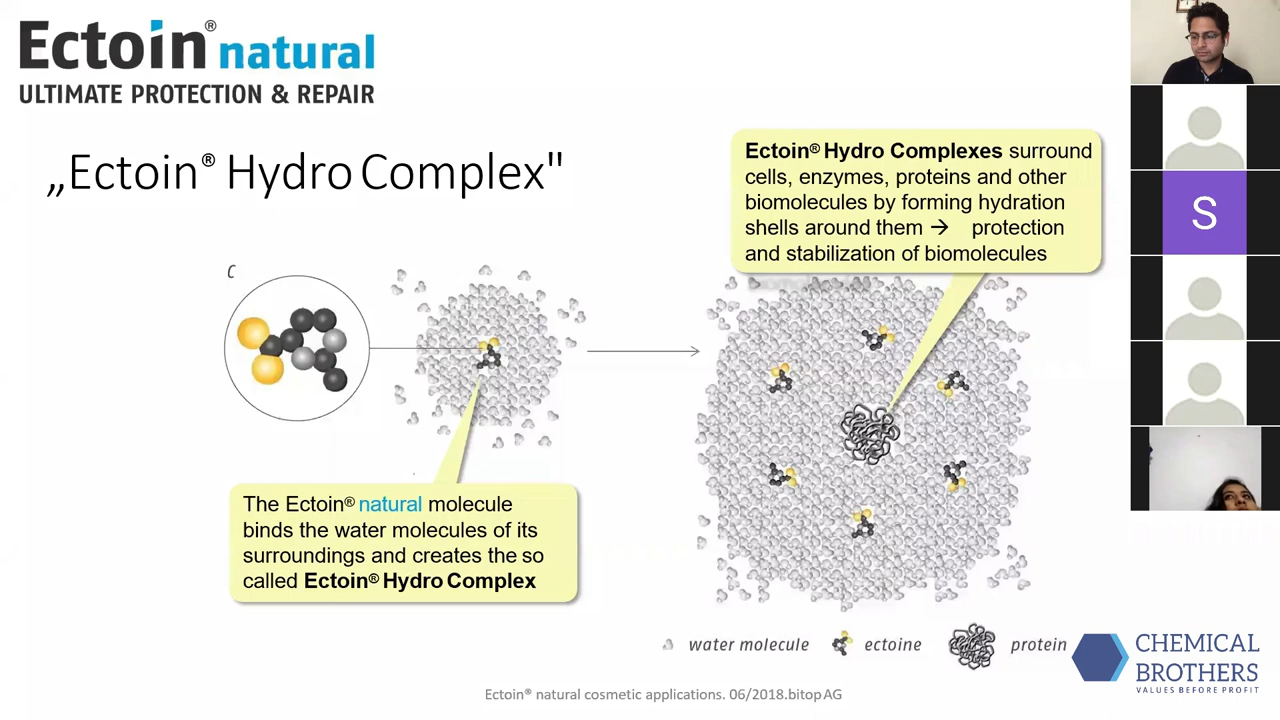 Ectoin® natural
ULTIMATE PROTECTION & REPAIR
„Ectoin® Hydro Complex"
Ectoin® Hydro Complexes surround
cells, enzymes, proteins and other
biomolecules by forming hydration
shells around them → protection
and stabilization of biomolecules
C
The Ectoin® natural molecule
binds the water molecules of its
surroundings and creates the so
called Ectoin® Hydro Complex
water molecule
ectoine
protein
CHEMICAL
BROTHERS
VALUES BEFORE PROFIT
Ectoin® natural cosmetic applications. 06/2018.bitop AG
S